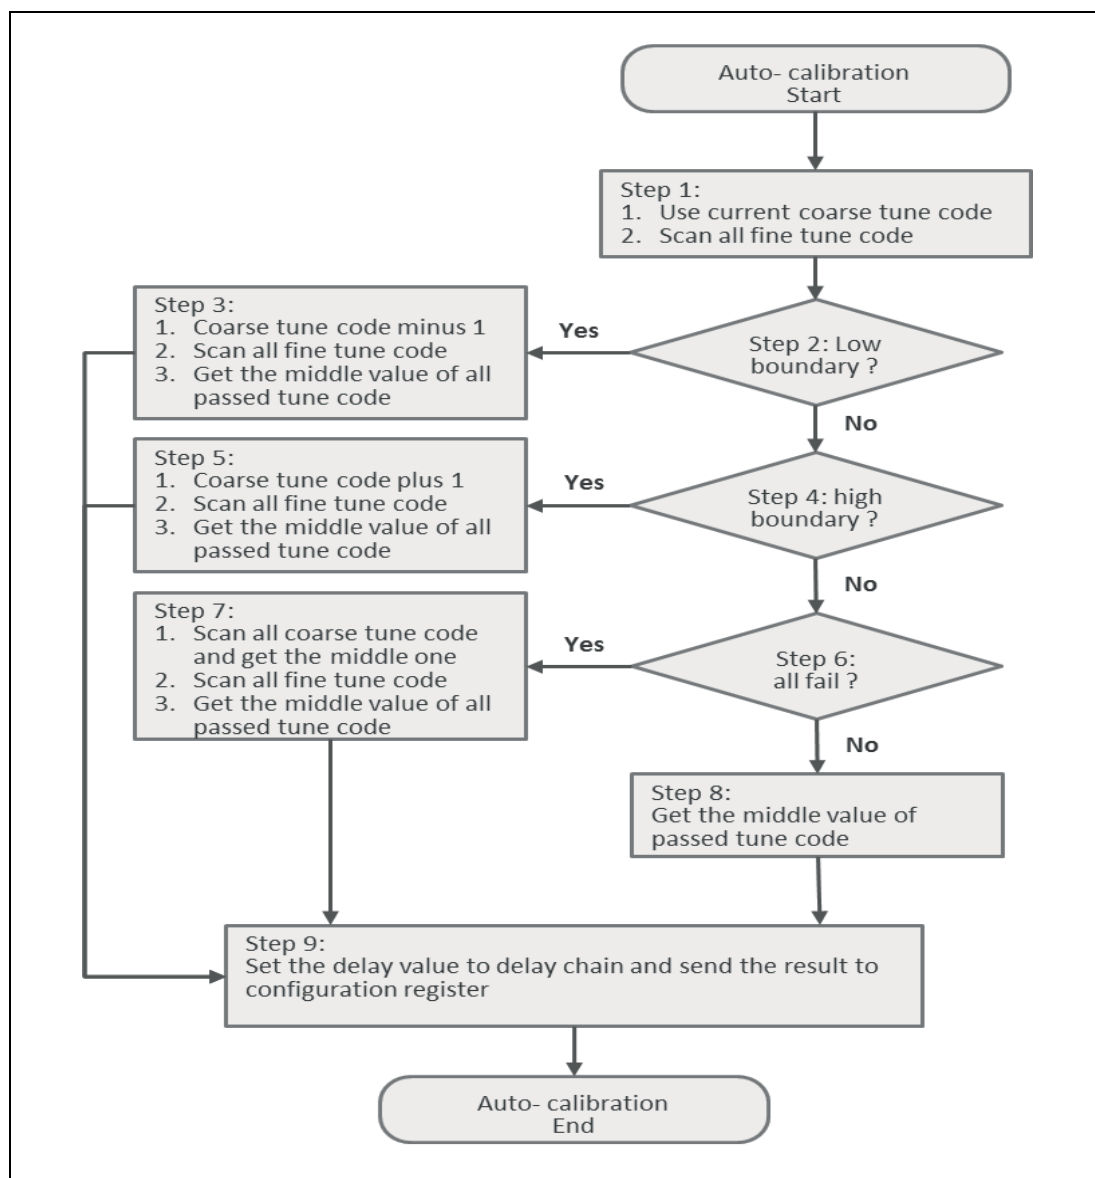 Auto- calibration
Start
Step 1:
1. Use current coarse tune code
2. Scan all fine tune code
Step 2: Low
boundary ?
Yes
Step 3:
1. Coarse tune code minus 1
2. Scan all fine tune code
3. Get the middle value of all
passed tune code
No
Step 4: high
boundary ?
Yes
Step 5:
1. Coarse tune code plus 1
2. Scan all fine tune code
3. Get the middle value of all
passed tune code
No
Step 6:
all fail ?
Yes
Step 7:
1. Scan all coarse tune code
and get the middle one
2. Scan all fine tune code
3. Get the middle value of all
passed tune code
No
Step 8:
Get the middle value of
passed tune code
Step 9:
Set the delay value to delay chain and send the result to
configuration register
Auto- calibration
End